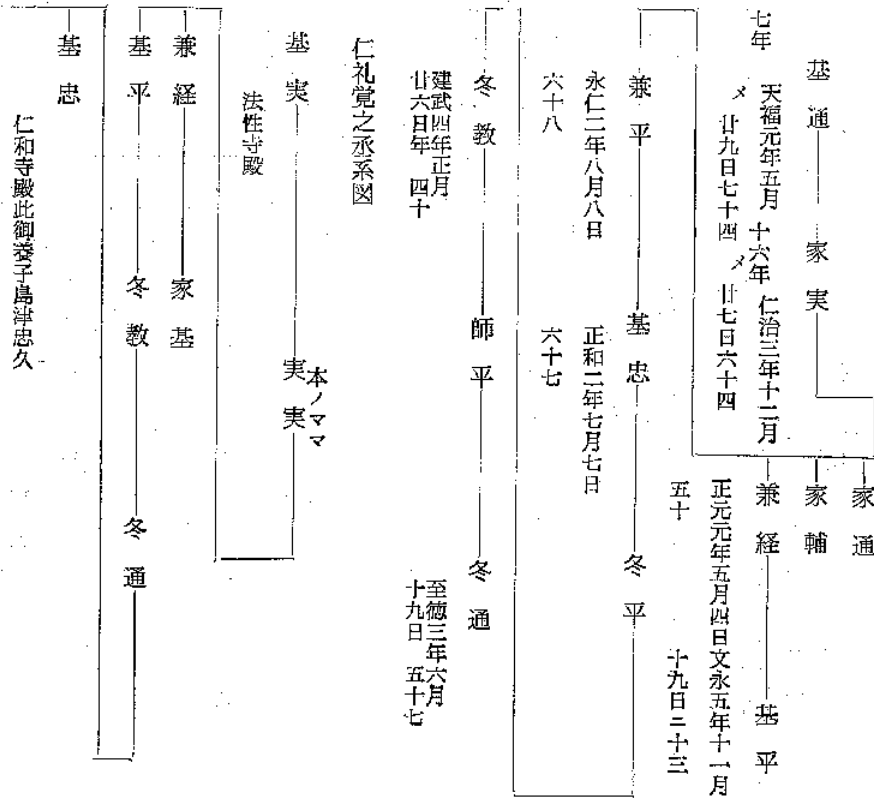 七年
基通 家実
天福元年五月 十六年 仁治三年十二月
〆 廿九日七十四 〆 廿七日六十四
家通
家輔
兼経 基平
正元元年五月四日 文永五年十一月
五十 十九日二十三
兼平 基忠 冬平
永仁二年八月八日 正和二年七月七日
六十八 六十七
冬教 師平 冬通
建武四年正月 至徳三年六月
廿六日年 四十 十九日 五十七
仁礼覚之丞系図
基実 実実
本ノママ
法性寺殿
兼経 家基
基平 冬教 冬通
基忠
仁和寺殿此御養子島津忠久